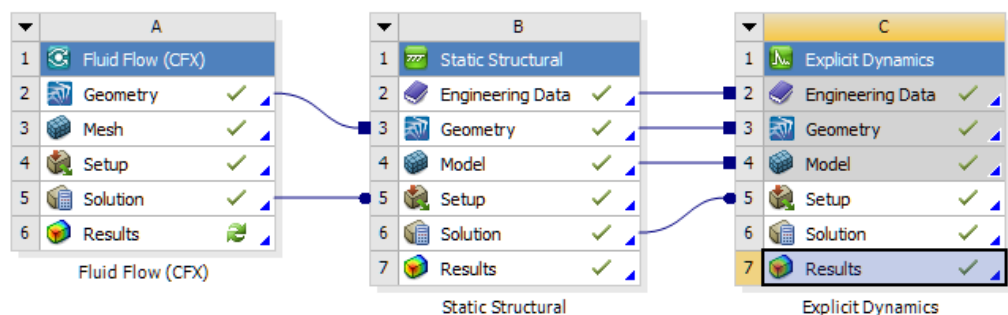 A
1 Fluid Flow (CFX)
2 Geometry
3 Mesh
4 Setup
5 Solution
6 Results
Fluid Flow (CFX)
B
1 Static Structural
2 Engineering Data
3 Geometry
4 Model
5 Setup
6 Solution
7 Results
Static Structural
C
1 Explicit Dynamics
2 Engineering Data
3 Geometry
4 Model
5 Setup
6 Solution
7 Results
Explicit Dynamics